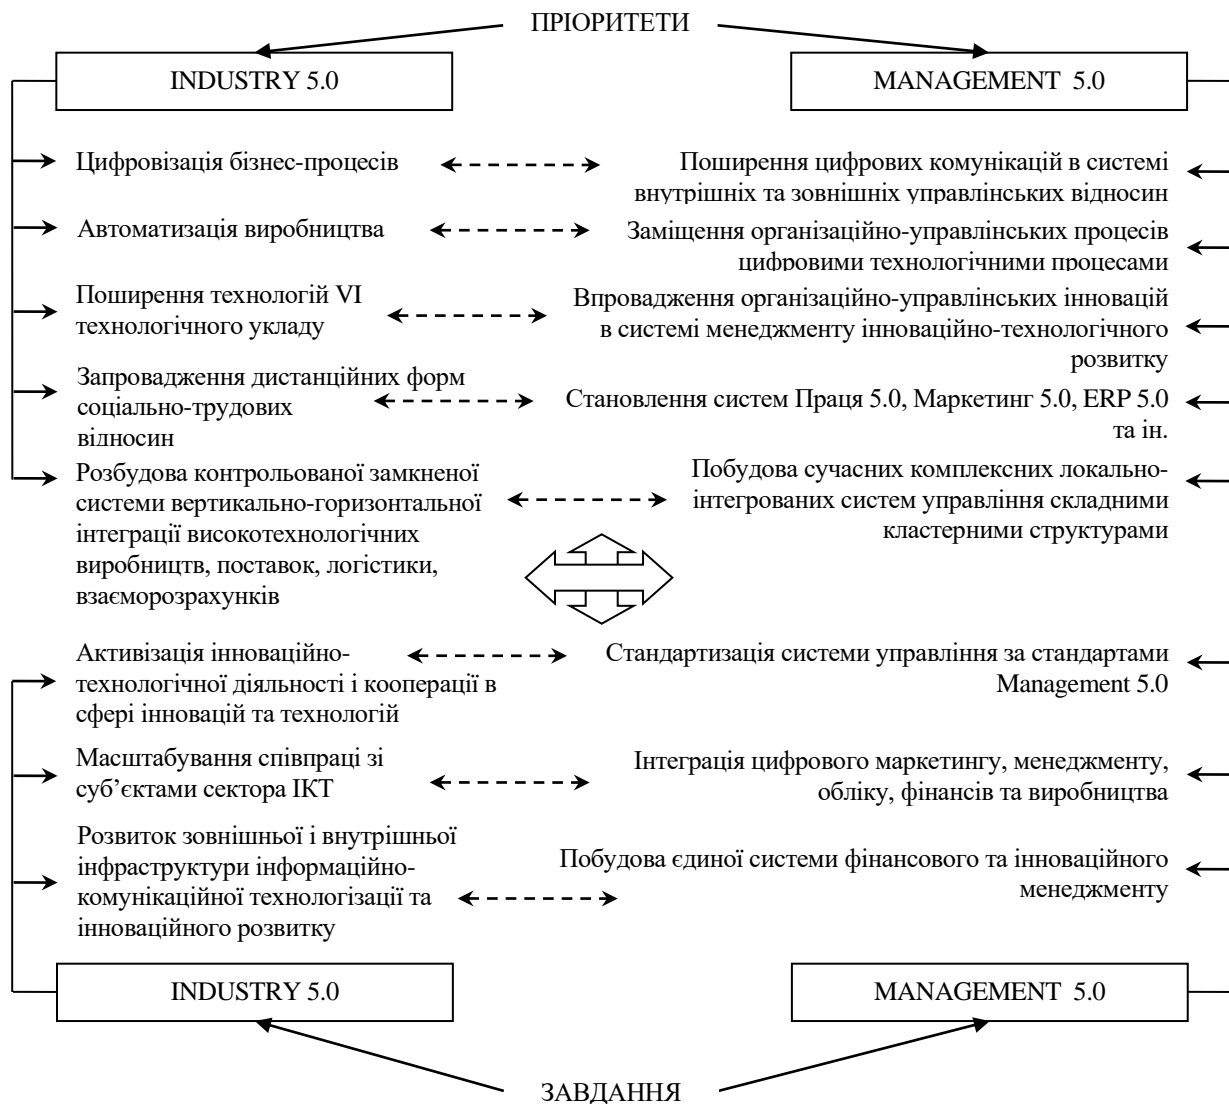 ПРІОРИТЕТИ
INDUSTRY 5.0
MANAGEMENT 5.0
Цифровізація бізнес-процесів
Поширення цифрових комунікацій в системі
внутрішніх та зовнішніх управлінських відносин
Автоматизація виробництва
Заміщення організаційно-управлінських процесів
цифровими технологічними процесами
Поширення технологій VI
технологічного укладу
Впровадження організаційно-управлінських інновацій
в системі менеджменту інноваційно-технологічного
розвитку
Запровадження дистанційних форм
соціально-трудових
відносин
Становлення систем Праця 5.0, Маркетинг 5.0, ERP 5.0
та ін.
Розбудова контрольованої замкненої
системи вертикально-горизонтальної
інтеграції високотехнологічних
виробництв, поставок, логістики,
взаєморозрахунків
Побудова сучасних комплексних локально-
інтегрованих систем управління складними
кластерними структурами
Активізація інноваційно-
технологічної діяльності і кооперації в
сфері інновацій та технологій
Стандартизація системи управління за стандартами
Management 5.0
Масштабування співпраці зі
суб’єктами сектора ІКТ
Інтеграція цифрового маркетингу, менеджменту,
обліку, фінансів та виробництва
Розвиток зовнішньої і внутрішньої
інфраструктури інформаційно-
комунікаційної технологізації та
інноваційного розвитку
Побудова єдиної системи фінансового та інноваційного
менеджменту
INDUSTRY 5.0
MANAGEMENT 5.0
ЗАВДАННЯ